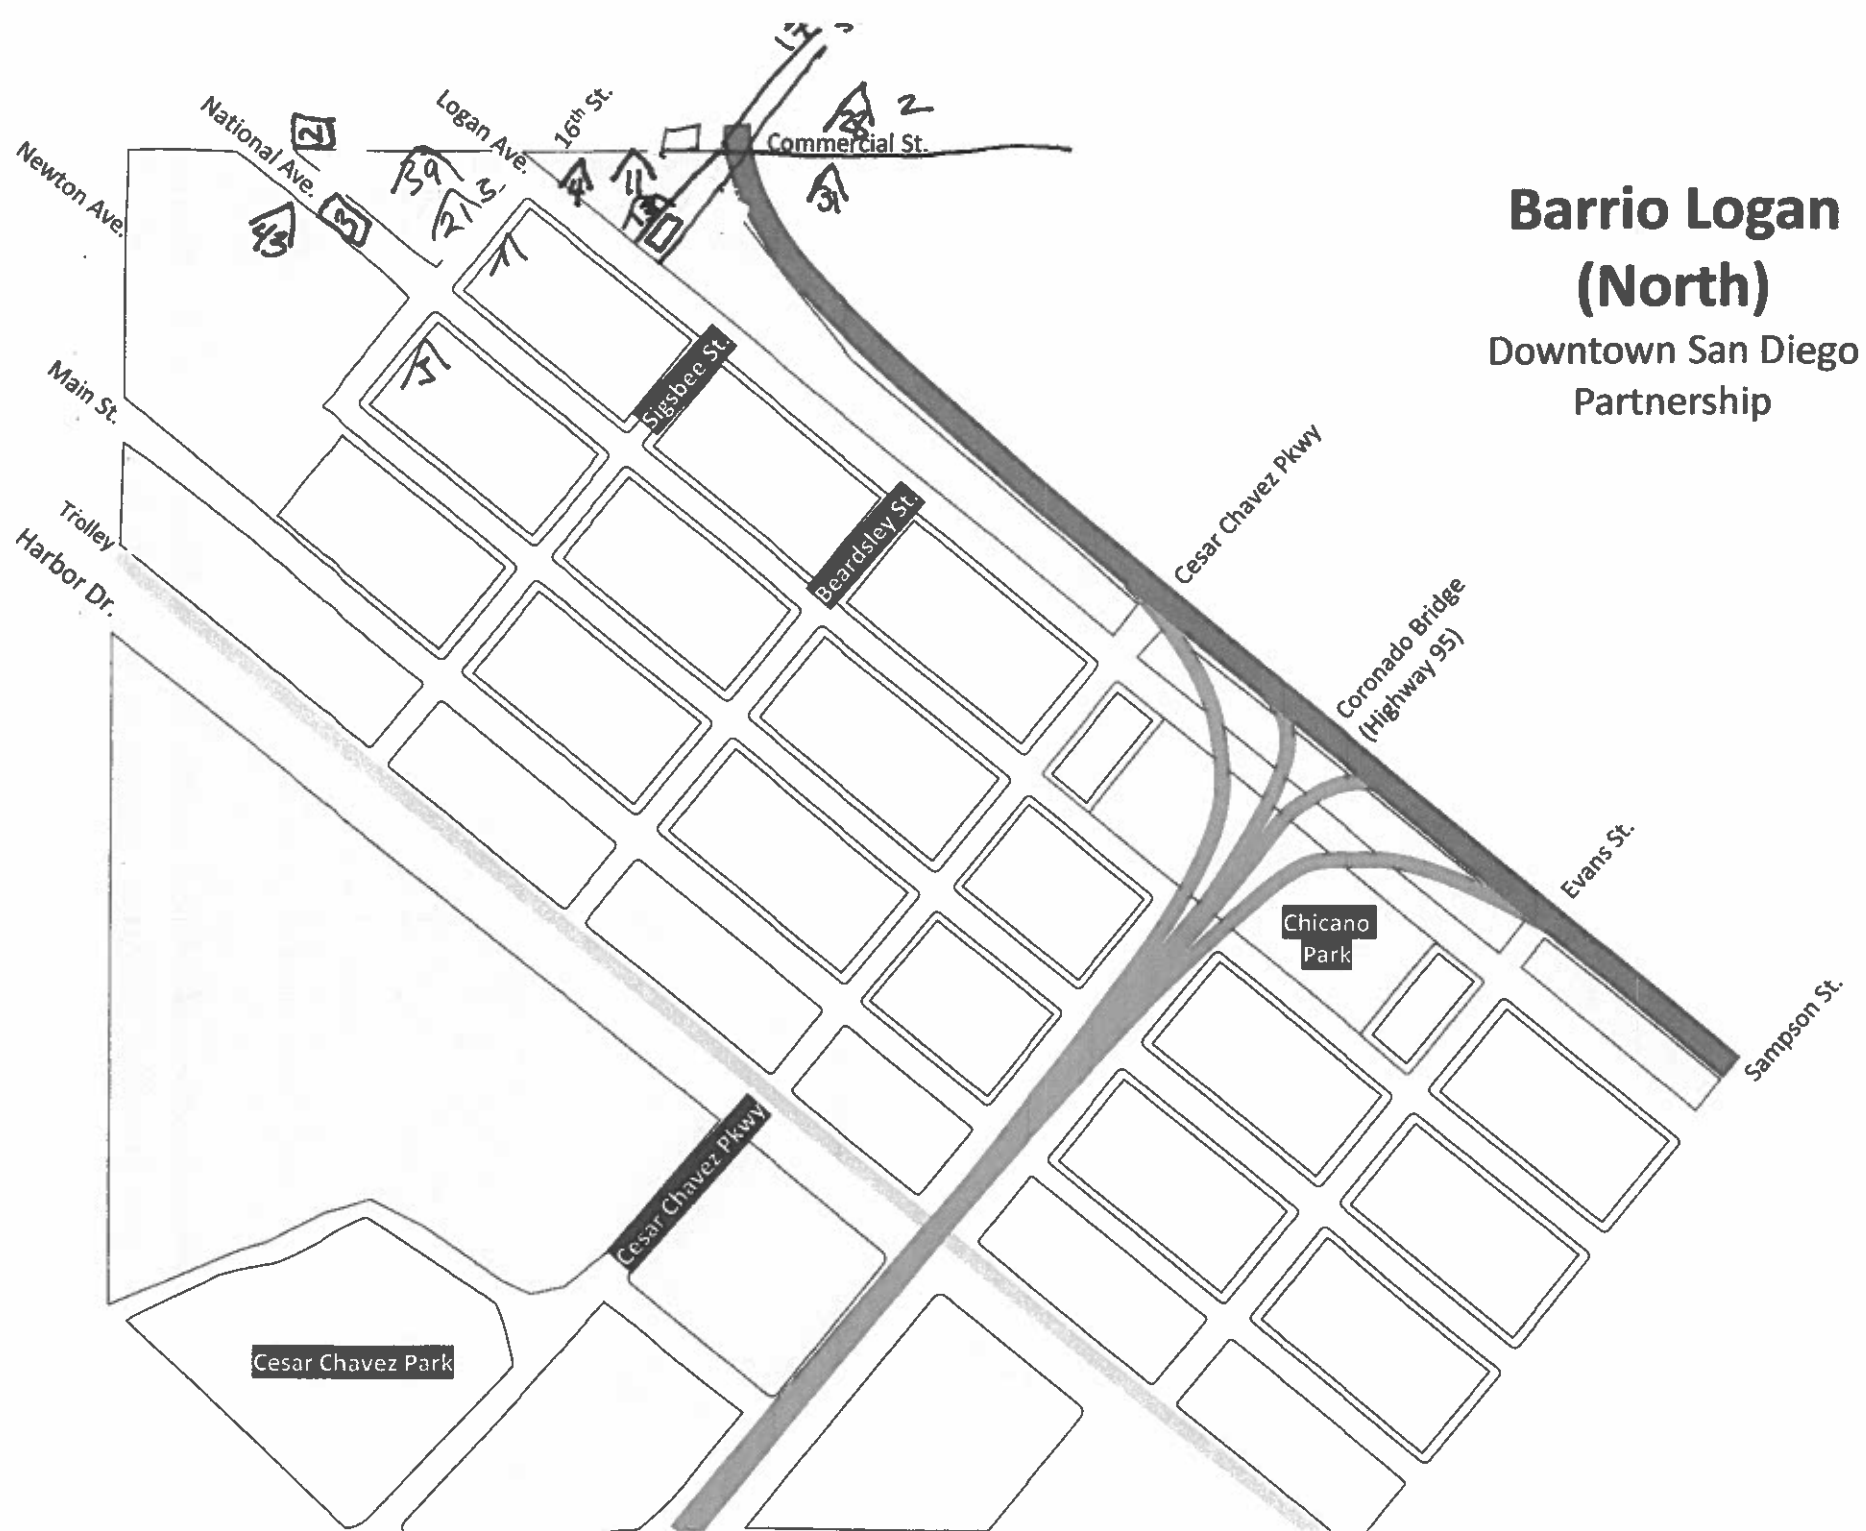 Barrio Logan
(North)
Downtown San Diego
Partnership
2
Commercial St.
16th St.
Logan Ave.
National Ave.
2
Newton Ave.
39
21
3
4
11
31
43
3
Main St.
Trolley
Harbor Dr.
Sigsbee St.
Beardsley St.
Cesar Chavez Pkwy
Coronado Bridge
(Highway 95)
Evans St.
Sampson St.
Chicano
Park
Cesar Chavez Pkwy
Cesar Chavez Park